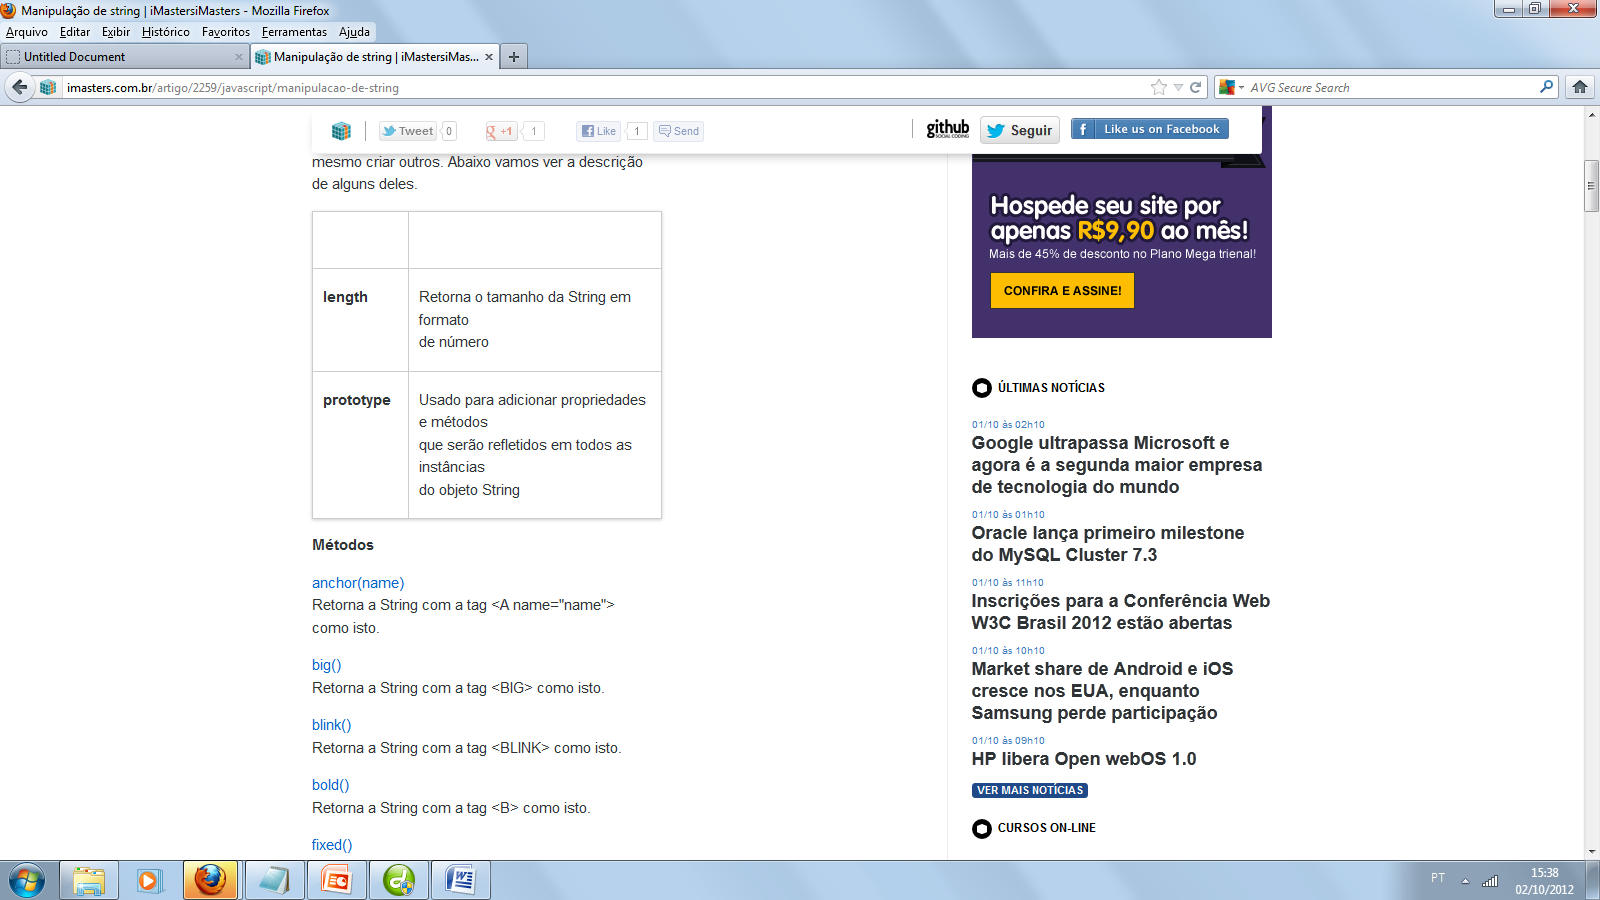 Manipulação de string | iMastersiMasters - Mozilla Firefox
Arquivo Editar Exibir Histórico Favoritos Ferramentas Ajuda
Untitled Document
Manipulação de string | iMastersiMas...
imasters.com.br/artigo/2259/javascript/manipulacao-de-string
AVG Secure Search
Tweet 0
g +1 1
Like 1
Send
github
SOCIAL CODING
Seguir
Like us on Facebook
mesmo criar outros. Abaixo vamos ver a descrição
de alguns deles.
length
Retorna o tamanho da String em
formato
de número
prototype
Usado para adicionar propriedades
e métodos
que serão refletidos em todos as
instâncias
do objeto String
Métodos
anchor(name)
Retorna a String com a tag <A name="name">
como isto.
big()
Retorna a String com a tag <BIG> como isto.
blink()
Retorna a String com a tag <BLINK> como isto.
bold()
Retorna a String com a tag <B> como isto.
fixed()
Hospede seu site por
apenas R$9,90 ao mês!
Mais de 45% de desconto no Plano Mega trienal!
CONFIRA E ASSINE!
ÚLTIMAS NOTÍCIAS
01/10 às 02h10
Google ultrapassa Microsoft e
agora é a segunda maior empresa
de tecnologia do mundo
01/10 às 01h10
Oracle lança primeiro milestone
do MySQL Cluster 7.3
01/10 às 11h10
Inscrições para a Conferência Web
W3C Brasil 2012 estão abertas
01/10 às 10h10
Market share de Android e iOS
cresce nos EUA, enquanto
Samsung perde participação
01/10 às 09h10
HP libera Open webOS 1.0
VER MAIS NOTÍCIAS
CURSOS ON-LINE
PT
15:38
02/10/2012